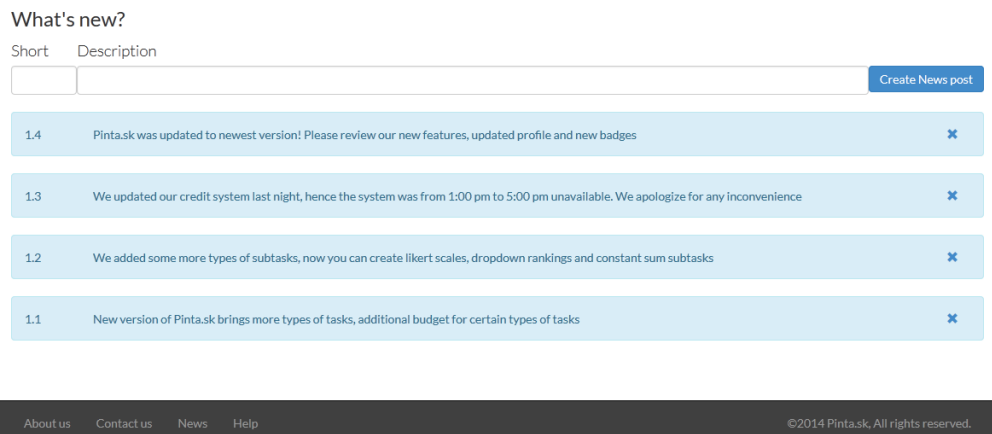 What's new?
Short Description
Create News post
1.4 Pinta.sk was updated to newest version! Please review our new features, updated profile and new badges
1.3 We updated our credit system last night, hence the system was from 1:00 pm to 5:00 pm unavailable. We apologize for any inconvenience
1.2 We added some more types of subtasks, now you can create likert scales, dropdown rankings and constant sum subtasks
1.1 New version of Pinta.sk brings more types of tasks, additional budget for certain types of tasks
About us Contact us News Help ©2014 Pinta.sk, All rights reserved.